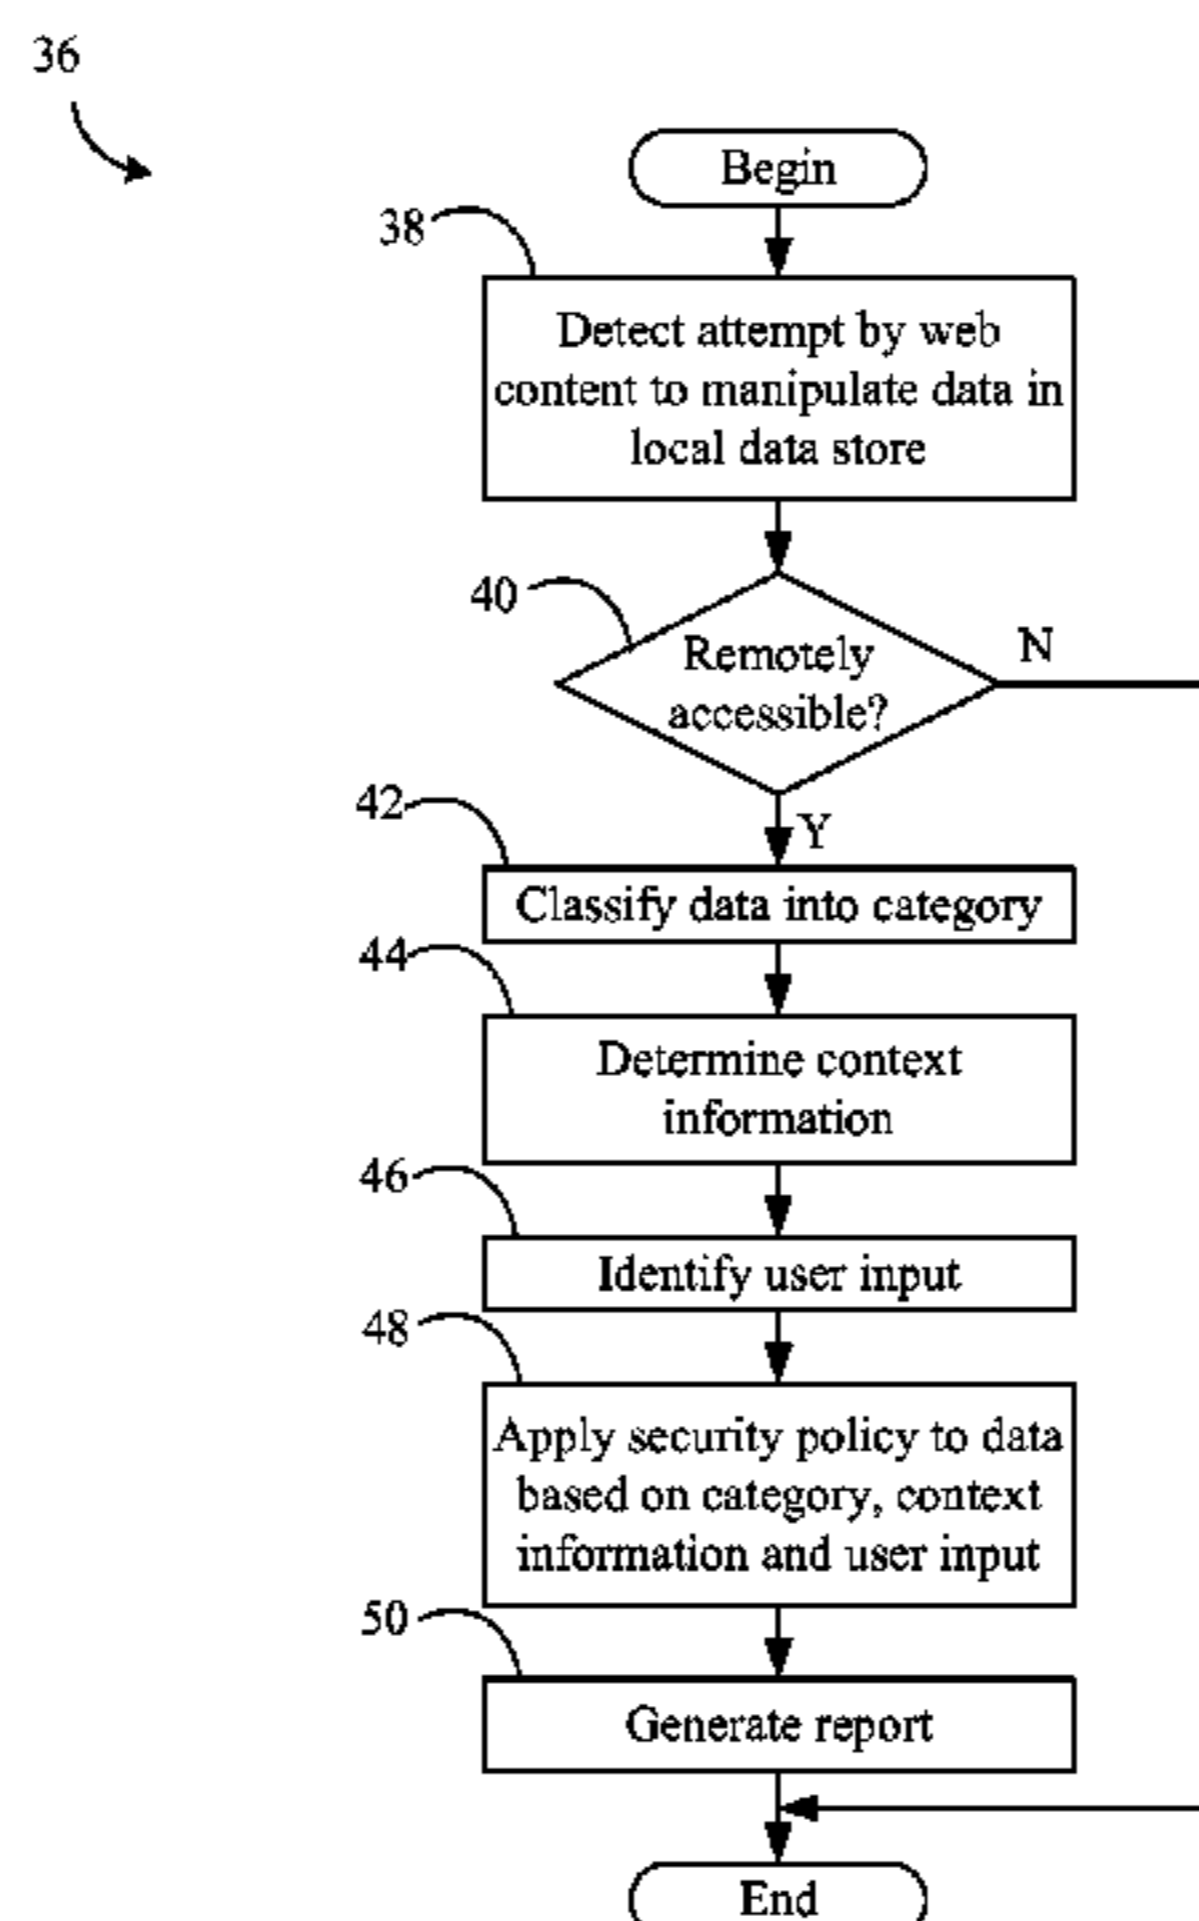 36
Begin
38
Detect attempt by web
content to manipulate data in
local data store
40
Remotely
accessible?
N
Y
42
Classify data into category
44
Determine context
information
46
Identify user input
48
Apply security policy to data
based on category, context
information and user input
50
Generate report
End